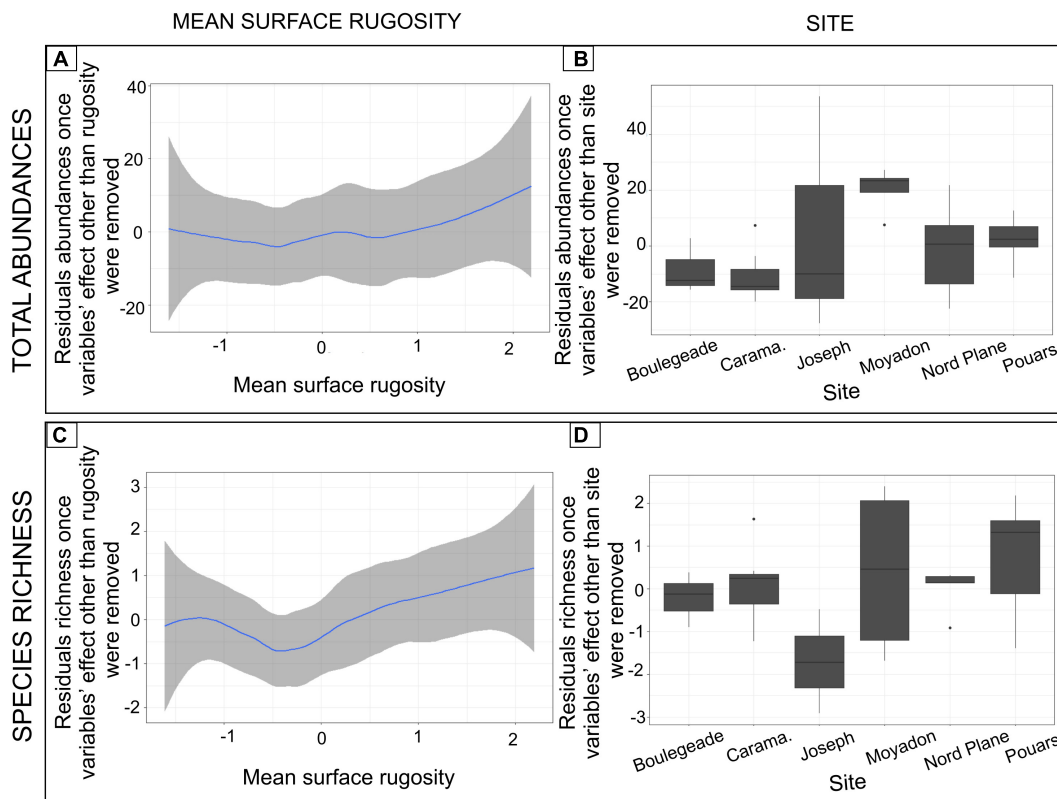 MEAN SURFACE RUGOSITY
SITE
TOTAL ABUNDANCES
A
Residuals abundances once
variables’ effect other than rugosity
were removed
40
20
0
-20
-1
0
1
2
Mean surface rugosity
B
Residuals abundances once
variables’ effect other than site
were removed
40
20
0
-20
Boulegeade
Carama.
Joseph
Moyadon
Nord Plane
Pouars
Site
SPECIES RICHNESS
C
Residuals richness once
variables’ effect other than rugosity
were removed
3
2
1
0
-1
-2
-1
0
1
2
Mean surface rugosity
D
Residuals richness once
variables’ effect other than site
were removed
2
1
0
-1
-2
-3
Boulegeade
Carama.
Joseph
Moyadon
Nord Plane
Pouars
Site